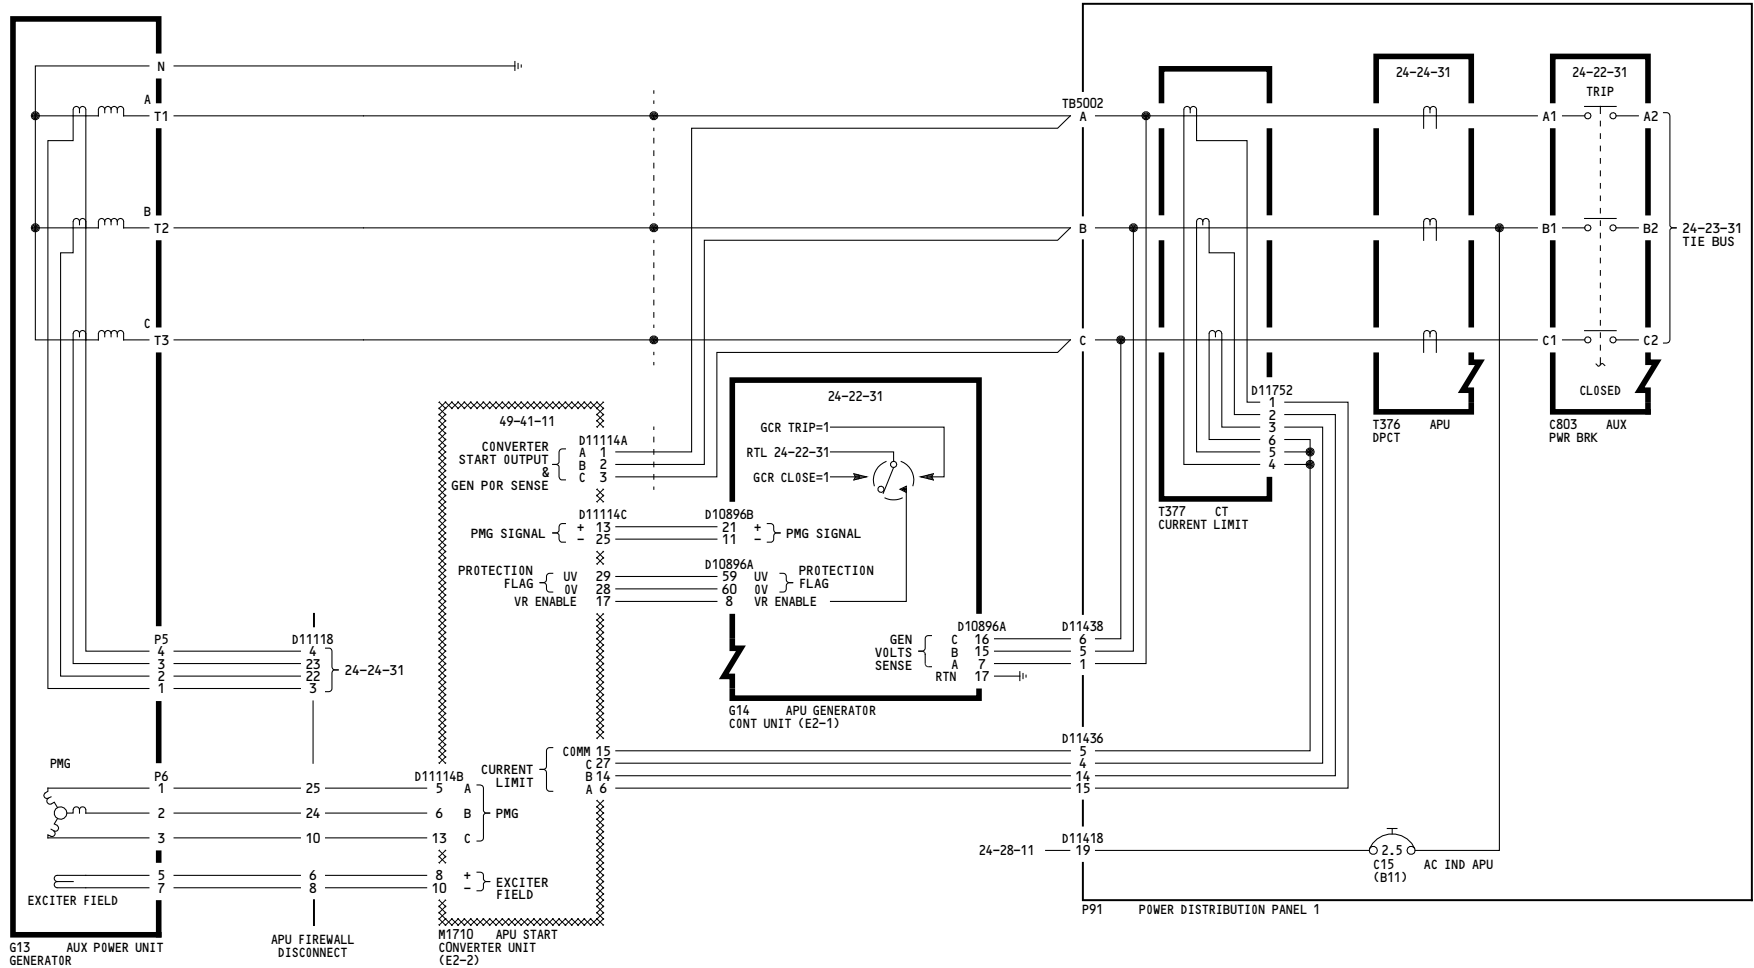 N
A
T1
B
T2
C
T3
P5
4
3
2
1
D11118
4
23
22
3
24-24-31
PMG
P6
1
2
3
5
7
25
24
10
6
8
EXCITER FIELD
G13 AUX POWER UNIT
GENERATOR
APU FIREWALL
DISCONNECT
49-41-11
CONVERTER
START OUTPUT
&
GEN POR SENSE
D11114A
A 1
B 2
C 3
D11114C
PMG SIGNAL
+ 13
- 25
PROTECTION
FLAG
UV 29
0V 28
VR ENABLE 17
CURRENT
LIMIT
COMM 15
C 27
B 14
A 6
D11114B
5 A
6 B
13 C
PMG
8 +
10 -
EXCITER
FIELD
M1710 APU START
CONVERTER UNIT
(E2-2)
24-22-31
GCR TRIP=1
RTL 24-22-31
GCR CLOSE=1
D10896B
21 +
11 -
PMG SIGNAL
D10896A
59 UV
60 0V
PROTECTION
FLAG
8 VR ENABLE
D10896A
GEN
VOLTS
SENSE
C 16
B 15
A 7
RTN 17
G14 APU GENERATOR
CONT UNIT (E2-1)
TB5002
A
B
C
D11438
6
5
1
D11436
5
4
14
15
D11418
24-28-11 19
D11752
1
2
3
6
5
4
T377 CT
CURRENT LIMIT
24-24-31
T376 APU
DPCT
24-22-31
TRIP
A1 A2
B1 B2
C1 C2
CLOSED
C803 AUX
PWR BRK
24-23-31
TIE BUS
2.5
C15
(B11)
AC IND APU
P91 POWER DISTRIBUTION PANEL 1